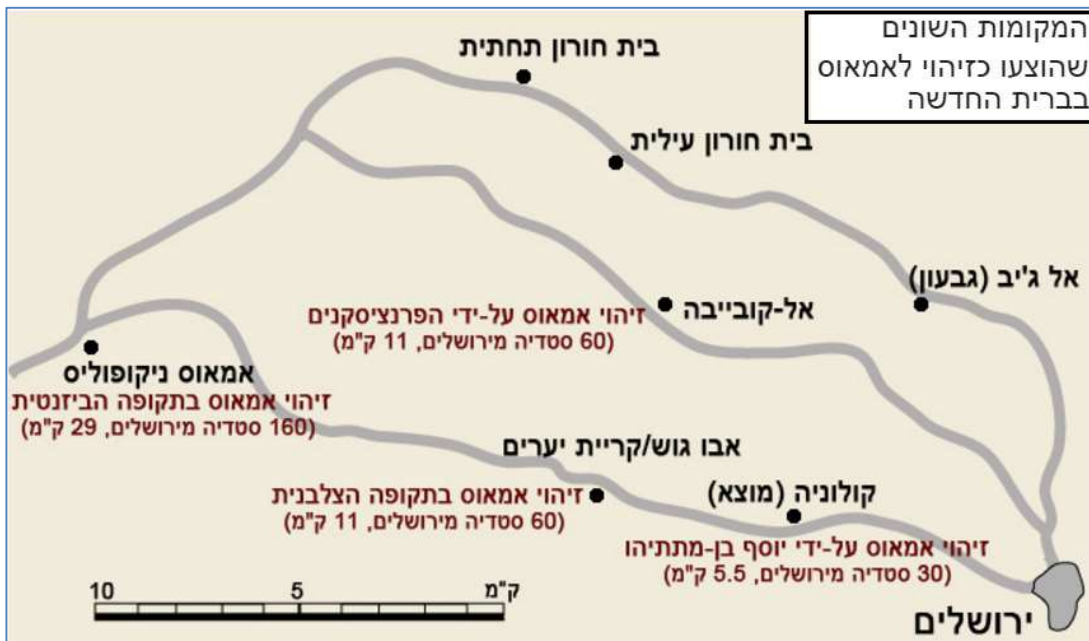 המקומות השונים
שהוצעו כזיהוי לאמאוס
בברית החדשה
בית חורון תחתית
בית חורון עילית
אל ג'יב (גבעון)
אל-קובייבה
זיהוי אמאוס על-ידי הפרנציסקנים
(60 סטדיה מירושלים, 11 ק"מ)
אמאוס ניקופוליס
זיהוי אמאוס בתקופה הביזנטית
(160 סטדיה מירושלים, 29 ק"מ)
אבו גוש/קריית יערים
זיהוי אמאוס בתקופה הצלבנית
(60 סטדיה מירושלים, 11 ק"מ)
קולוניה (מוצא)
זיהוי אמאוס על-ידי יוסף בן-מתתיהו
(30 סטדיה מירושלים, 5.5 ק"מ)
ירושלים
ק"מ 5 10